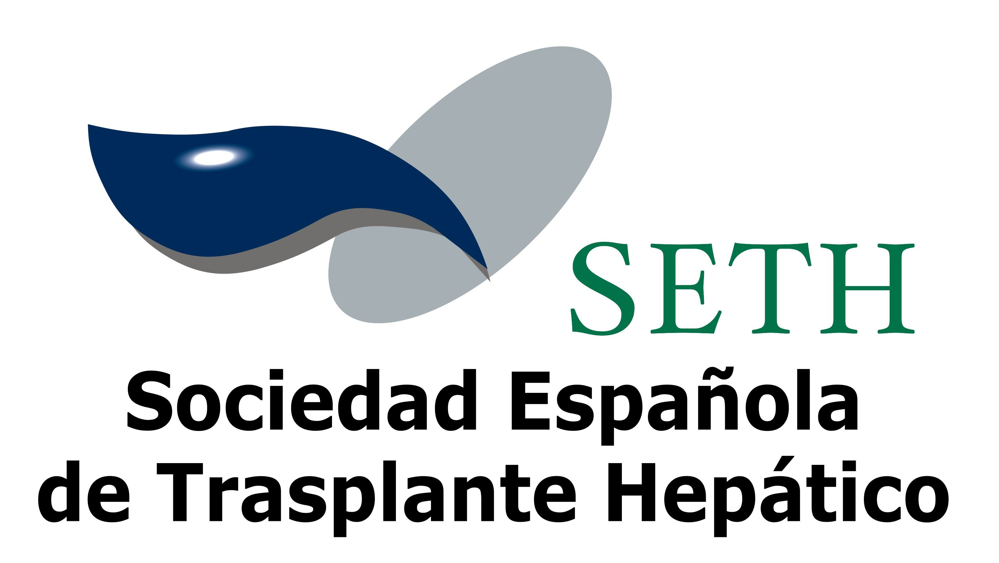 SETH
Sociedad Española
de Trasplante Hepático